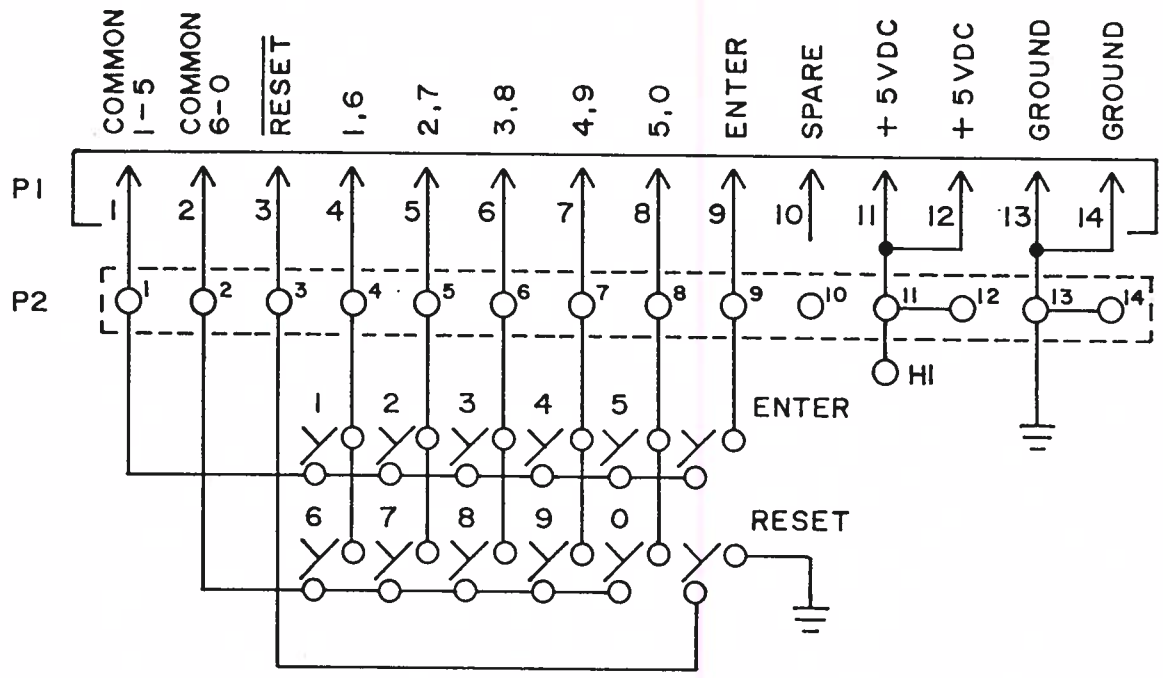 COMMON 1-5
COMMON 6-0
RESET
1,6
2,7
3,8
4,9
5,0
ENTER
SPARE
+5VDC
+5VDC
GROUND
GROUND
P1
1 2 3 4 5 6 7 8 9 10 11 12 13 14
P2
1 2 3 4 5 6 7 8 9 10 11 12 13 14
H1
1 2 3 4 5 ENTER
6 7 8 9 0 RESET